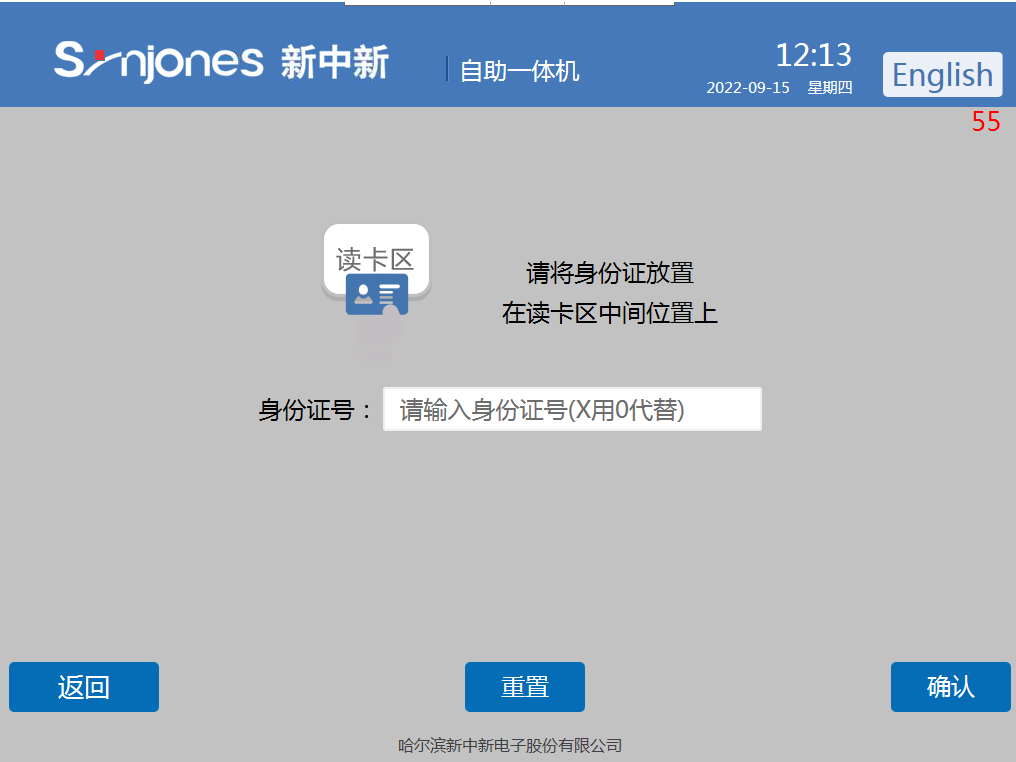 Synjones 新中新
自助一体机
12:13
2022-09-15 星期四
English
55
读卡区
请将身份证放置
在读卡区中间位置上
身份证号：
请输入身份证号(X用0代替)
返回
重置
确认
哈尔滨新中新电子股份有限公司